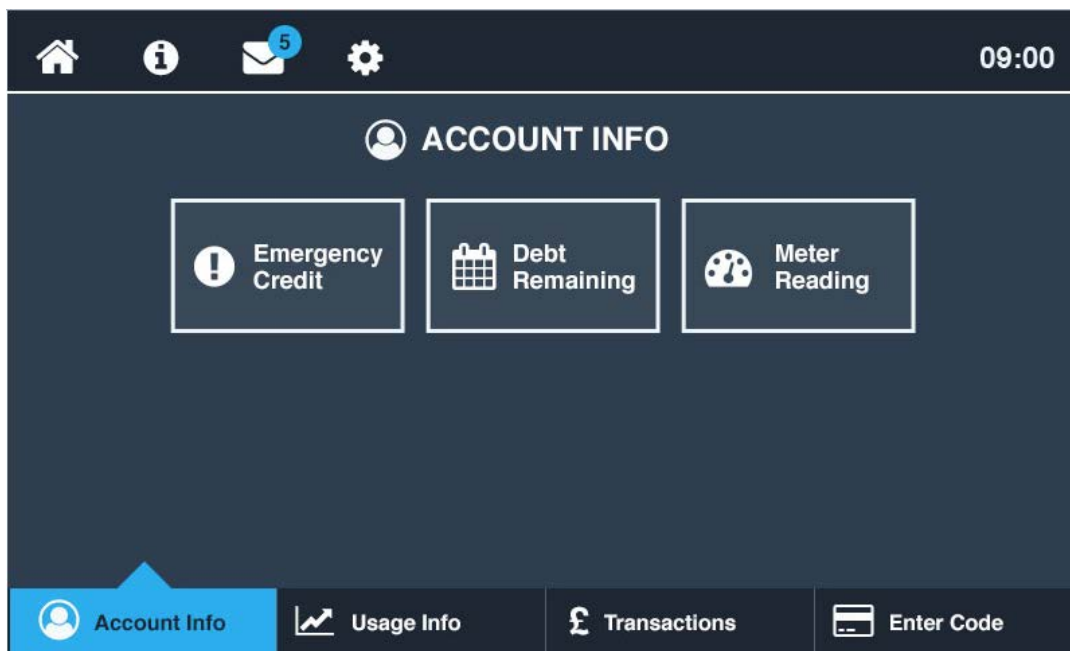 5
09:00
ACCOUNT INFO
Emergency
Credit
Debt
Remaining
Meter
Reading
Account Info
Usage Info
£ Transactions
Enter Code